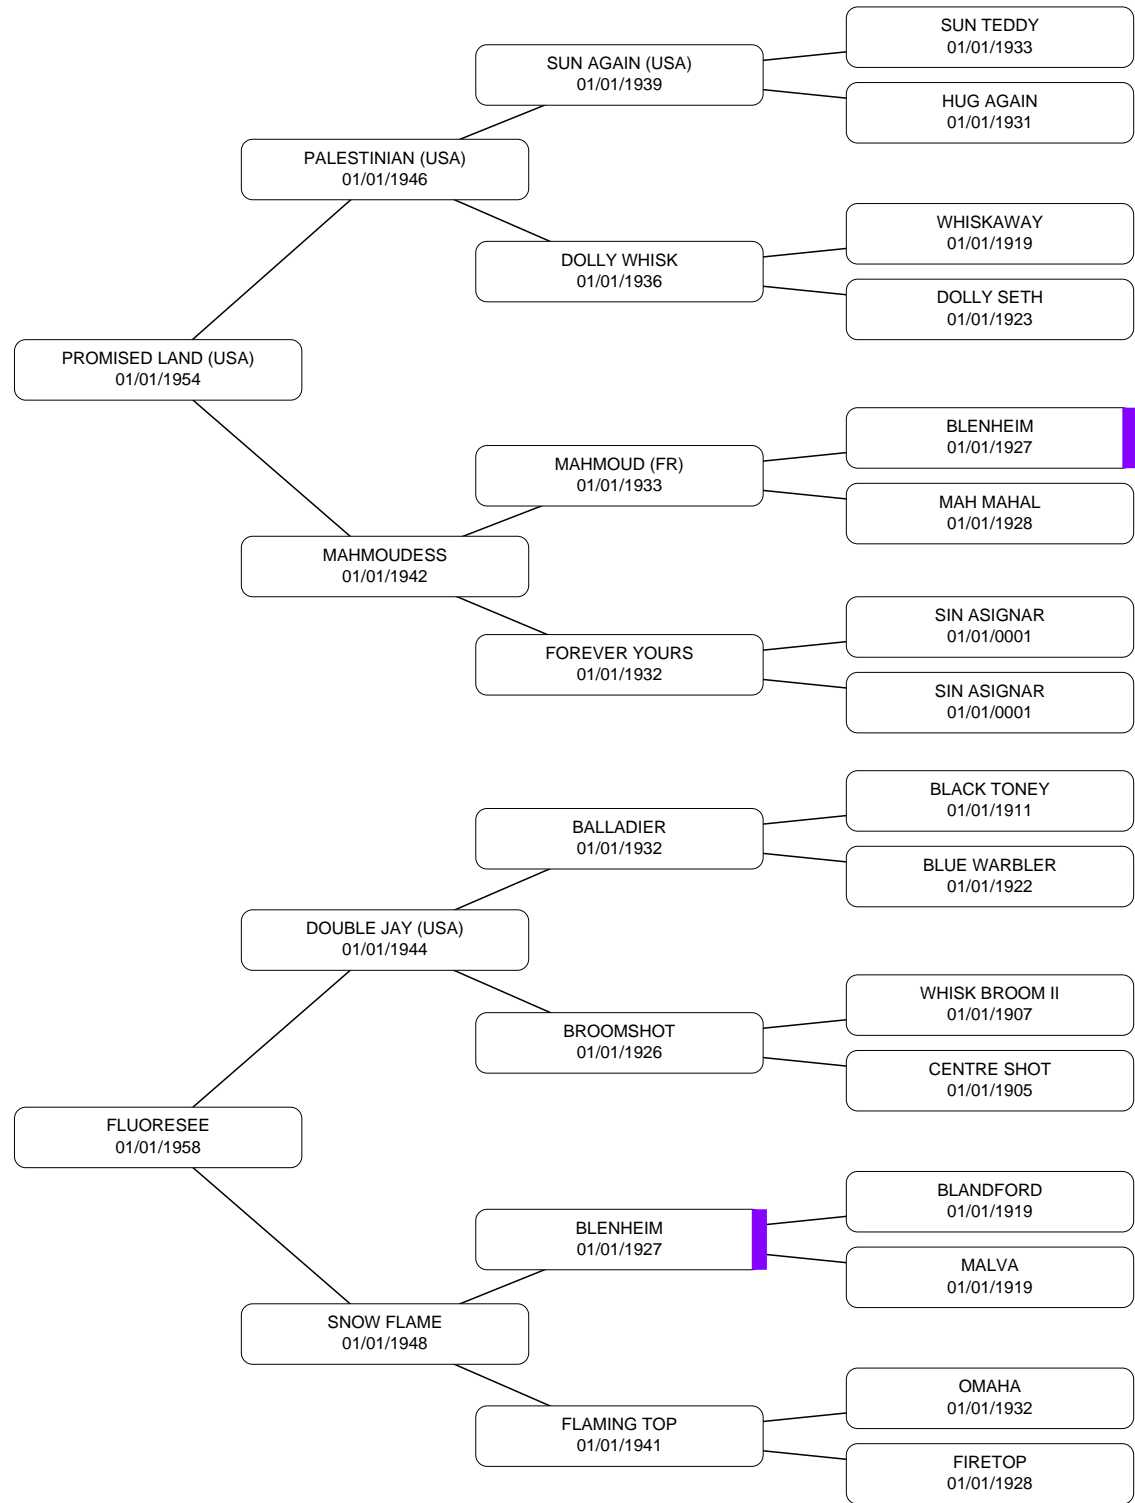 SUN TEDDY
01/01/1933
SUN AGAIN (USA)
01/01/1939
HUG AGAIN
01/01/1931
PALESTINIAN (USA)
01/01/1946
WHISKAWAY
01/01/1919
DOLLY WHISK
01/01/1936
DOLLY SETH
01/01/1923
PROMISED LAND (USA)
01/01/1954
BLENHEIM
01/01/1927
MAHMOUD (FR)
01/01/1933
MAH MAHAL
01/01/1928
MAHMOUDESS
01/01/1942
SIN ASIGNAR
01/01/0001
FOREVER YOURS
01/01/1932
SIN ASIGNAR
01/01/0001
BLACK TONEY
01/01/1911
BALLADIER
01/01/1932
BLUE WARBLER
01/01/1922
DOUBLE JAY (USA)
01/01/1944
WHISK BROOM II
01/01/1907
BROOMSHOT
01/01/1926
CENTRE SHOT
01/01/1905
FLUORESEE
01/01/1958
BLANDFORD
01/01/1919
BLENHEIM
01/01/1927
MALVA
01/01/1919
SNOW FLAME
01/01/1948
OMAHA
01/01/1932
FLAMING TOP
01/01/1941
FIRETOP
01/01/1928